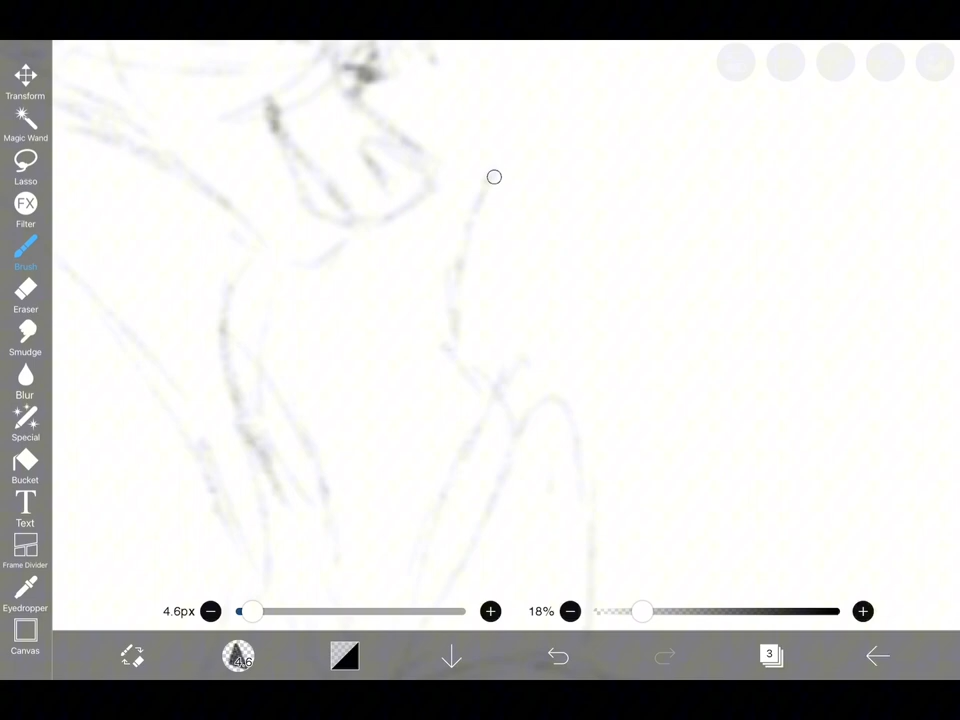 Transform
Magic Wand
Lasso
FX
Filter
Brush
Eraser
Smudge
Blur
Special
Bucket
T
Text
Frame Divider
Eyedropper
Canvas
4.6px
18%
4.6
3